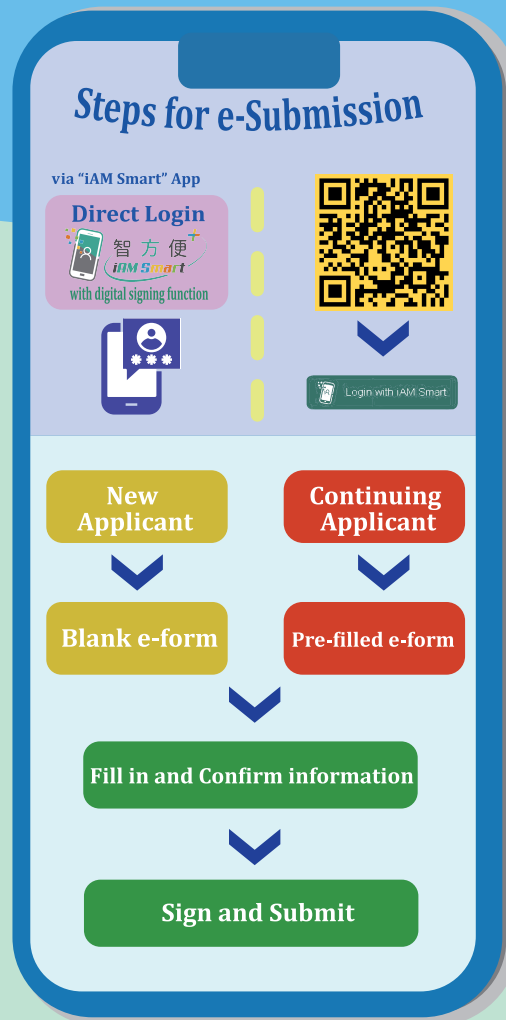 Steps for e-Submission
via “iAM Smart” App
Direct Login
智方便
iAM Smart
with digital signing function
Login with iAM Smart
New
Applicant
Continuing
Applicant
Blank e-form
Pre-filled e-form
Fill in and Confirm information
Sign and Submit